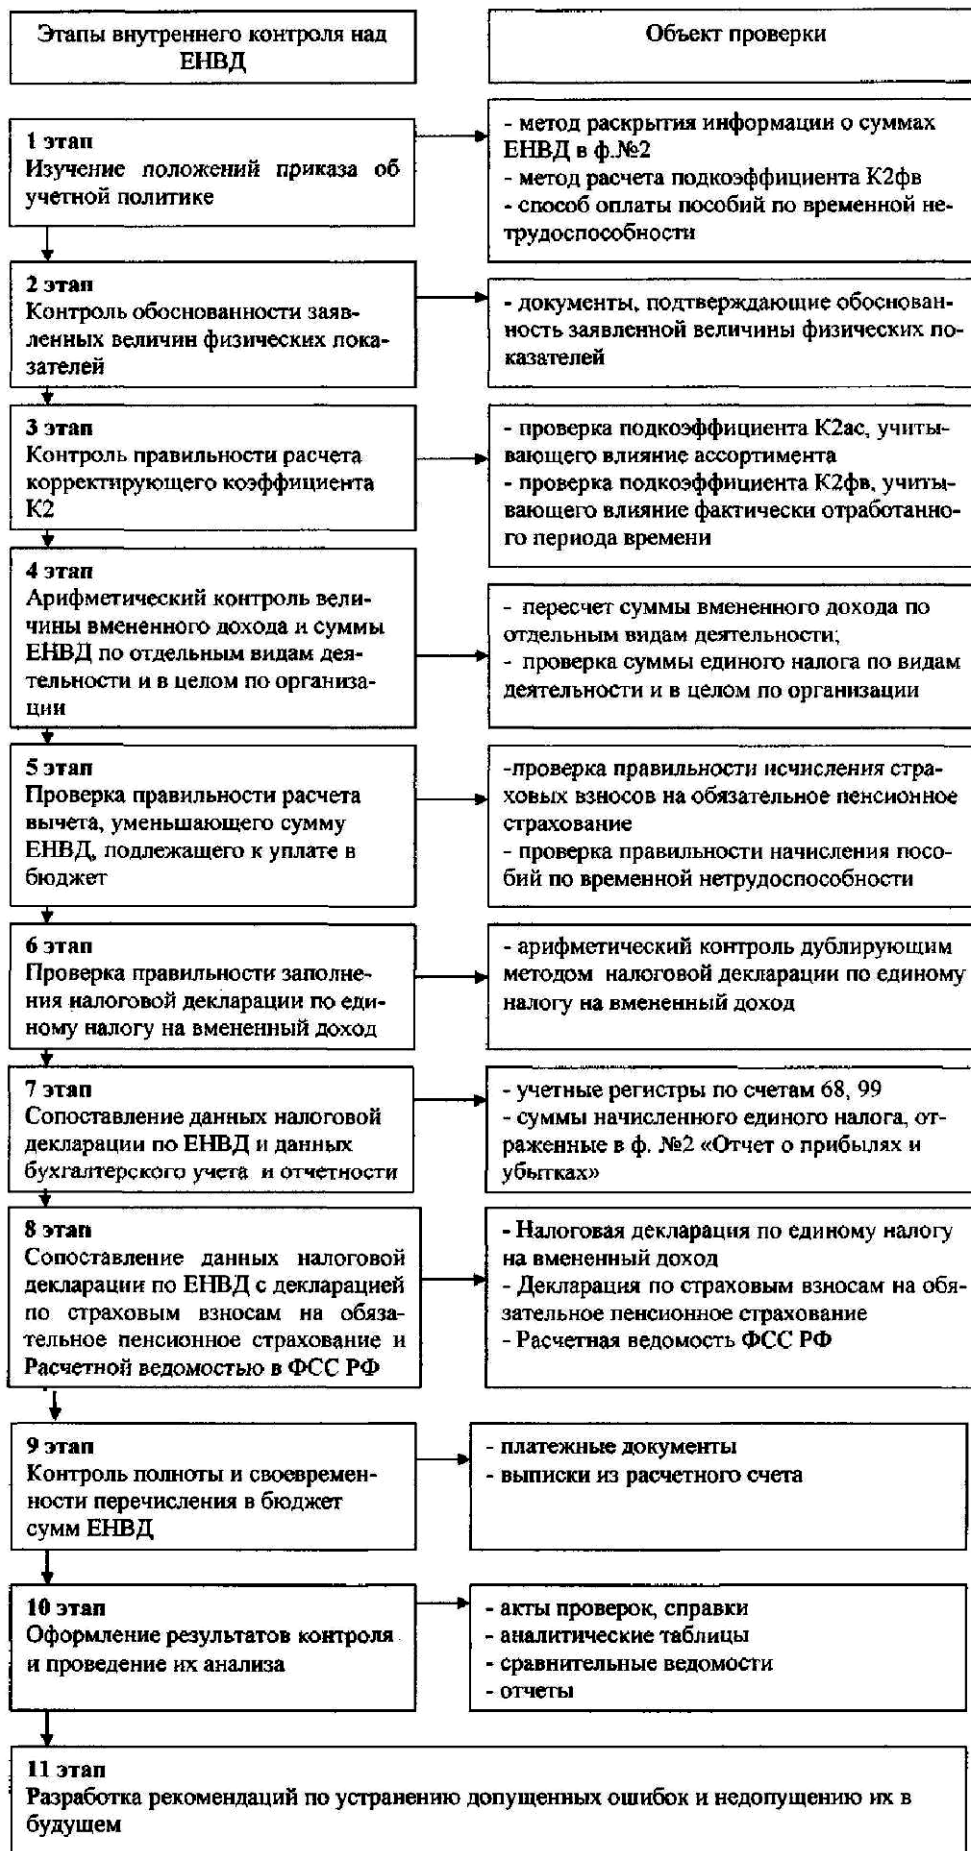 Этапы внутреннего контроля над
ЕНВД
Объект проверки
1 этап
Изучение положений приказа об
учетной политике
- метод раскрытия информации о суммах
ЕНВД в ф.№2
- метод расчета подкоэффициента К2фв
- способ оплаты пособий по временной не-
трудоспособности
2 этап
Контроль обоснованности заяв-
ленных величин физических пока-
зателей
- документы, подтверждающие обоснован-
ность заявленной величины физических по-
казателей
3 этап
Контроль правильности расчета
корректирующего коэффициента
К2
- проверка подкоэффициента К2ас, учиты-
вающего влияние ассортимента
- проверка подкоэффициента К2фв, учиты-
вающего влияние фактически отработанно-
го периода времени
4 этап
Арифметический контроль вели-
чины вмененного дохода и суммы
ЕНВД по отдельным видам дея-
тельности и в целом по организа-
ции
- пересчет суммы вмененного дохода по
отдельным видам деятельности;
- проверка суммы единого налога по видам
деятельности и в целом по организации
5 этап
Проверка правильности расчета
вычета, уменьшающего сумму
ЕНВД, подлежащего к уплате в
бюджет
-проверка правильности исчисления стра-
ховых взносов на обязательное пенсионное
страхование
- проверка правильности начисления посо-
бий по временной нетрудоспособности
6 этап
Проверка правильности заполне-
ния налоговой декларации по еди-
ному налогу на вмененный доход
- арифметический контроль дублирующим
методом налоговой декларации по единому
налогу на вмененный доход
7 этап
Сопоставление данных налоговой
декларации по ЕНВД и данных
бухгалтерского учета и отчетности
- учетные регистры по счетам 68, 99
- суммы начисленного единого налога, от-
раженные в ф. №2 «Отчет о прибылях и
убытках»
8 этап
Сопоставление данных налоговой
декларации по ЕНВД с декларацией
по страховым взносам на обяза-
тельное пенсионное страхование и
Расчетной ведомостью в ФСС РФ
- Налоговая декларация по единому налогу
на вмененный доход
- Декларация по страховым взносам на обя-
зательное пенсионное страхование
- Расчетная ведомость ФСС РФ
9 этап
Контроль полноты и своевремен-
ности перечисления в бюджет
сумм ЕНВД
- платежные документы
- выписки из расчетного счета
10 этап
Оформление результатов контроля
и проведение их анализа
- акты проверок, справки
- аналитические таблицы
- сравнительные ведомости
- отчеты
11 этап
Разработка рекомендаций по устранению допущенных ошибок и недопущению их в
будущем